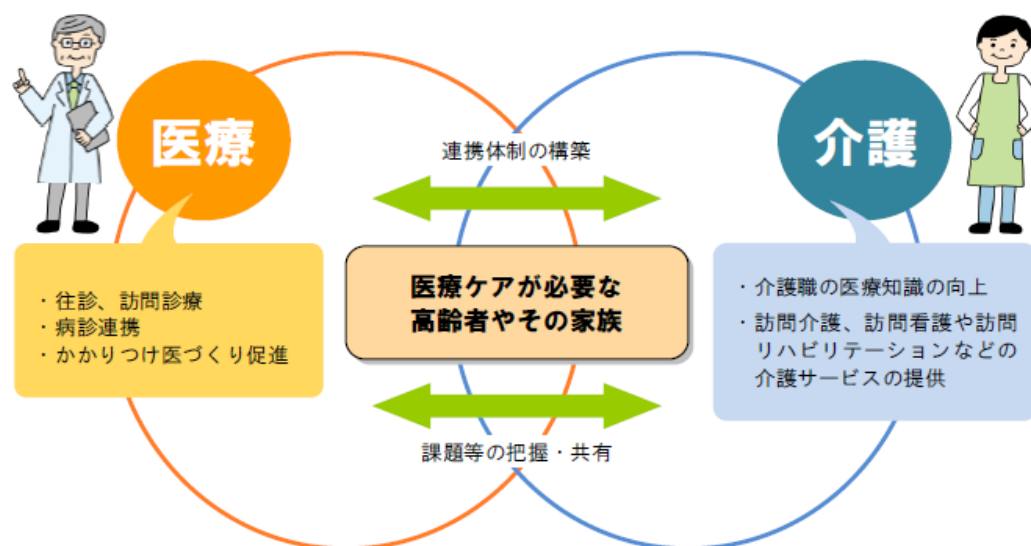 医療
介護
連携体制の構築
・往診、訪問診療
・病診連携
・かかりつけ医づくり促進
医療ケアが必要な
高齢者やその家族
・介護職の医療知識の向上
・訪問介護、訪問看護や訪問
リハビリテーションなどの
介護サービスの提供
課題等の把握・共有